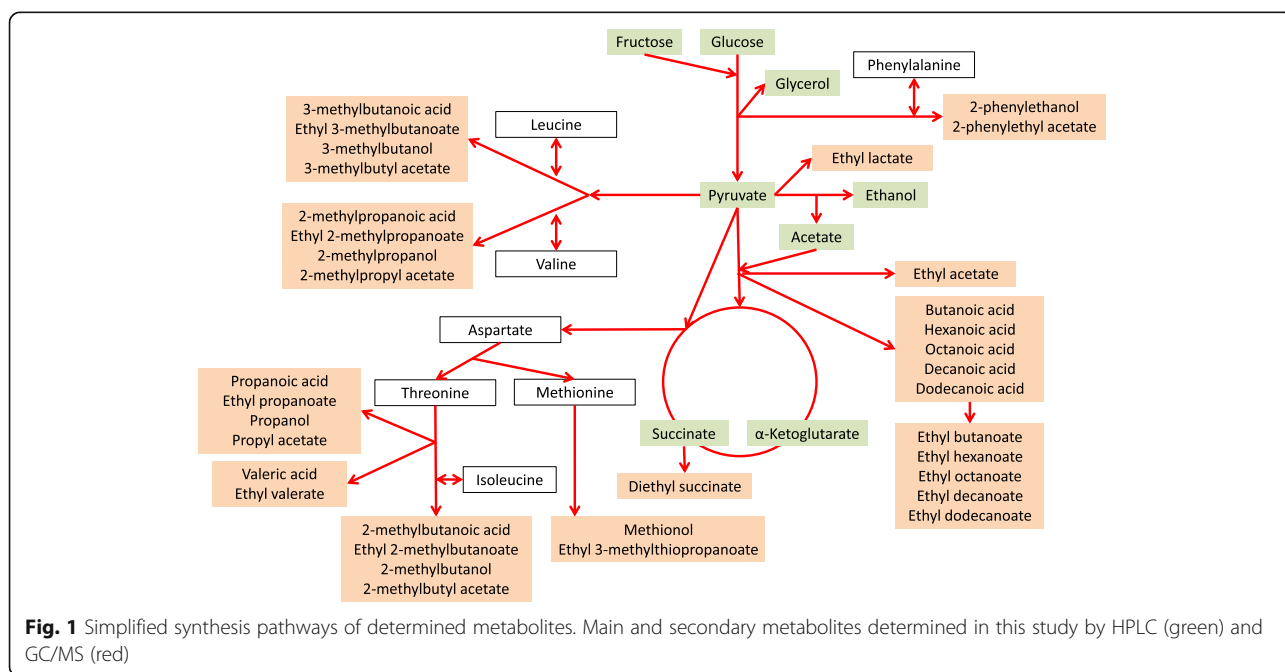 Fructose
Glucose
Phenylalanine
Glycerol
3-methylbutanoic acid
Ethyl 3-methylbutanoate
3-methylbutanol
3-methylbutyl acetate
Leucine
2-phenylethanol
2-phenylethyl acetate
Ethyl lactate
Pyruvate
Ethanol
2-methylpropanoic acid
Ethyl 2-methylpropanoate
2-methylpropanol
2-methylpropyl acetate
Valine
Acetate
Ethyl acetate
Butanoic acid
Hexanoic acid
Octanoic acid
Decanoic acid
Dodecanoic acid
Aspartate
Threonine
Methionine
Propanoic acid
Ethyl propanoate
Propanol
Propyl acetate
Succinate
α-Ketoglutarate
Ethyl butanoate
Ethyl hexanoate
Ethyl octanoate
Ethyl decanoate
Ethyl dodecanoate
Valeric acid
Ethyl valerate
Isoleucine
Diethyl succinate
2-methylbutanoic acid
Ethyl 2-methylbutanoate
2-methylbutanol
2-methylbutyl acetate
Methionol
Ethyl 3-methylthiopropanoate
Fig. 1 Simplified synthesis pathways of determined metabolites. Main and secondary metabolites determined in this study by HPLC (green) and
GC/MS (red)